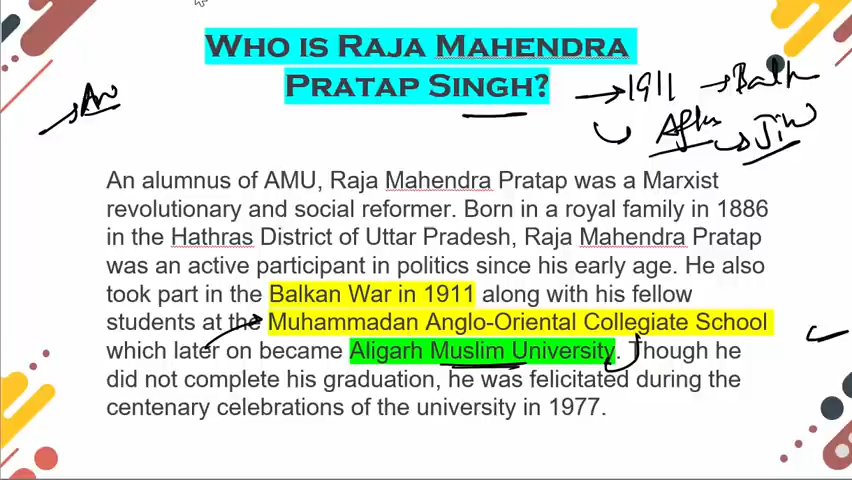 WHO IS RAJA MAHENDRA
PRATAP SINGH?
→1911 →Balk
An alumnus of AMU, Raja Mahendra Pratap was a Marxist
revolutionary and social reformer. Born in a royal family in 1886
in the Hathras District of Uttar Pradesh, Raja Mahendra Pratap
was an active participant in politics since his early age. He also
took part in the Balkan War in 1911 along with his fellow
students at the Muhammadan Anglo-Oriental Collegiate School
which later on became Aligarh Muslim University. Though he
did not complete his graduation, he was felicitated during the
centenary celebrations of the university in 1977.